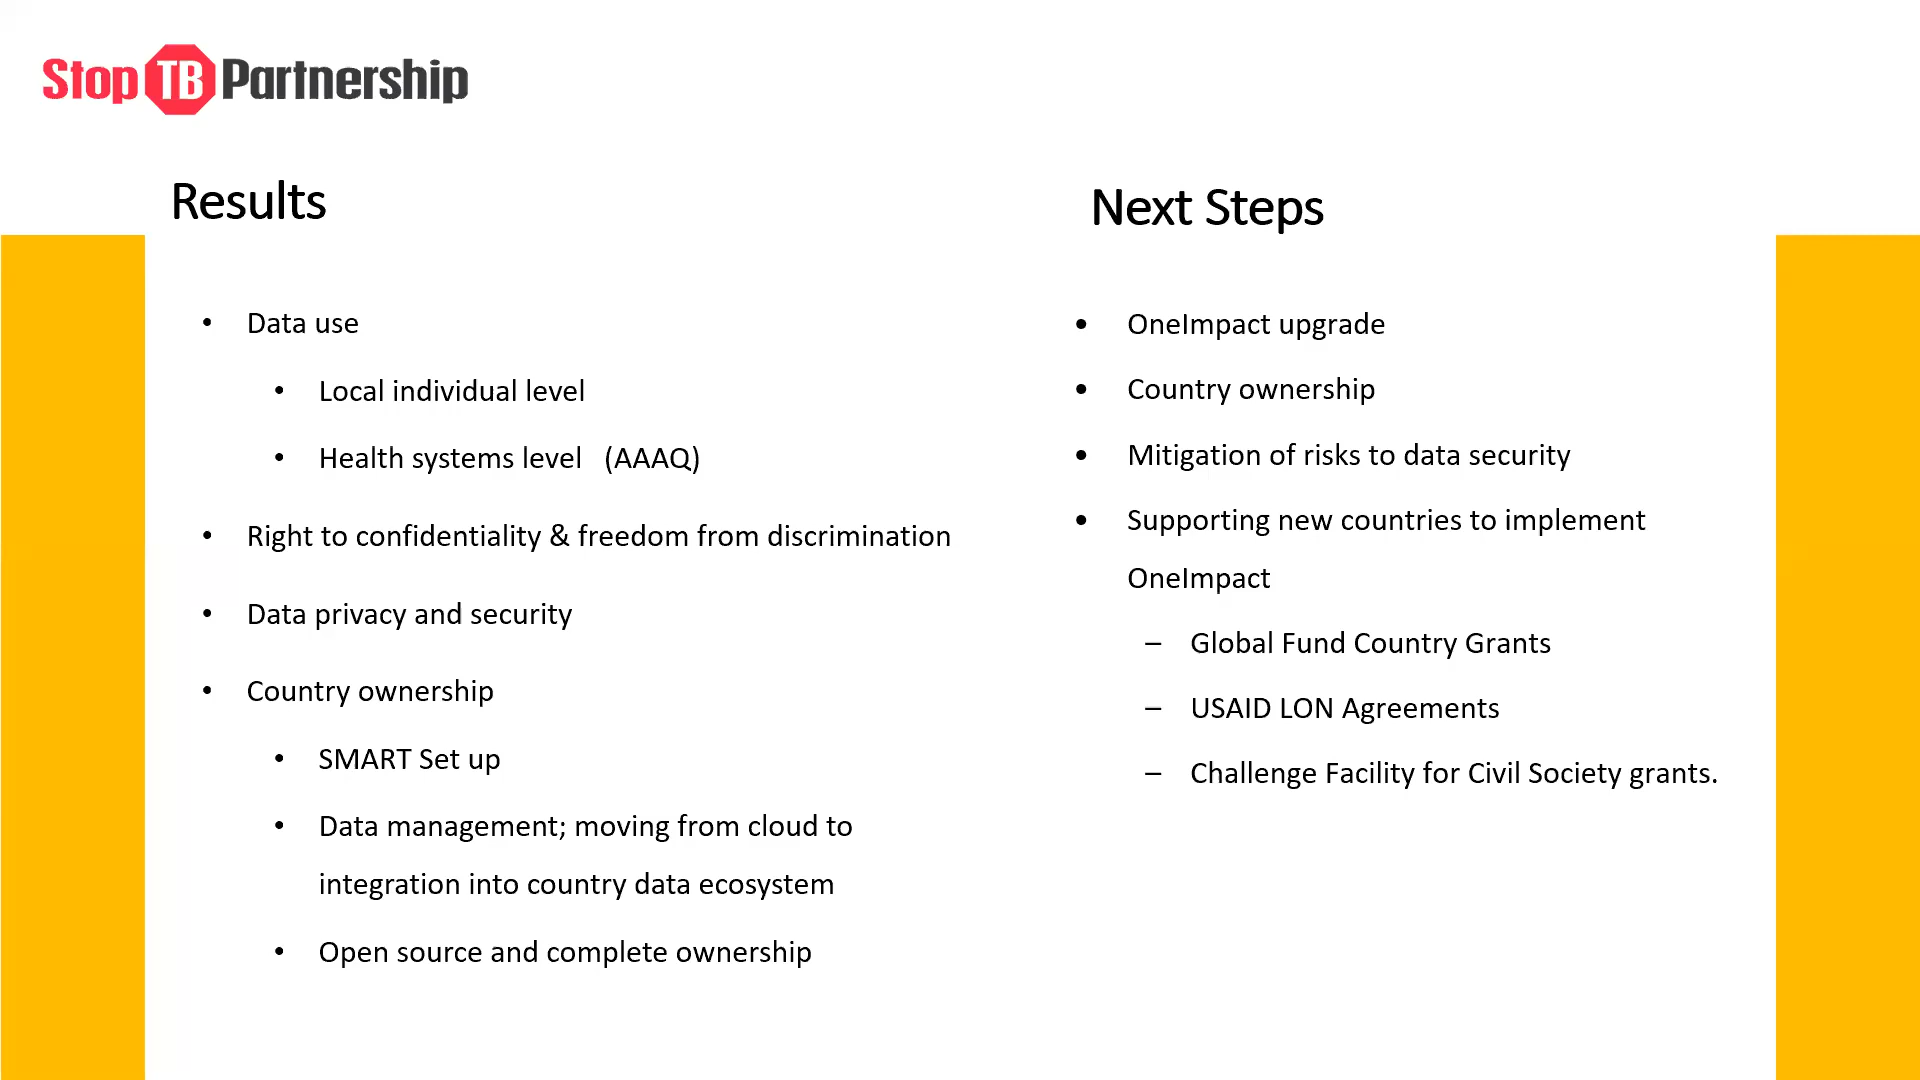 Stop TB Partnership
Results
• Data use
• Local individual level
• Health systems level (AAAQ)
• Right to confidentiality & freedom from discrimination
• Data privacy and security
• Country ownership
• SMART Set up
• Data management; moving from cloud to
integration into country data ecosystem
• Open source and complete ownership
Next Steps
• OneImpact upgrade
• Country ownership
• Mitigation of risks to data security
• Supporting new countries to implement
OneImpact
– Global Fund Country Grants
– USAID LON Agreements
– Challenge Facility for Civil Society grants.